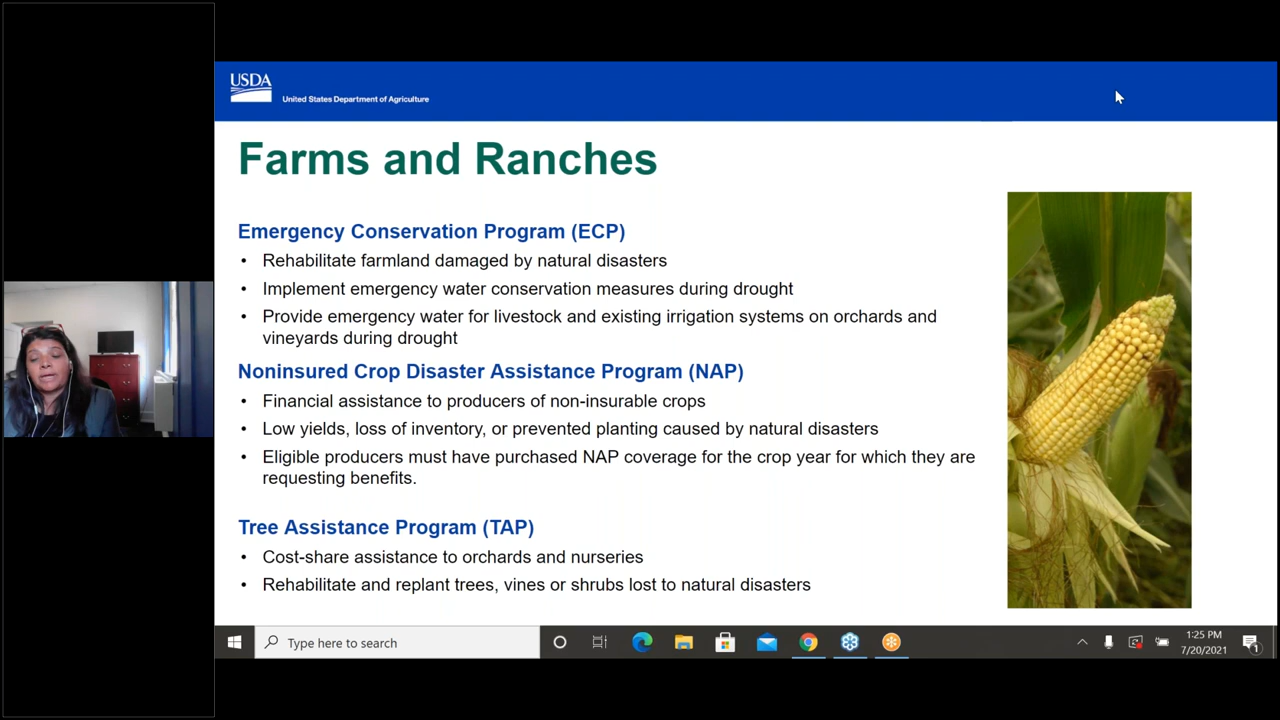 USDA
United States Department of Agriculture
Farms and Ranches
Emergency Conservation Program (ECP)
• Rehabilitate farmland damaged by natural disasters
• Implement emergency water conservation measures during drought
• Provide emergency water for livestock and existing irrigation systems on orchards and
vineyards during drought
Noninsured Crop Disaster Assistance Program (NAP)
• Financial assistance to producers of non-insurable crops
• Low yields, loss of inventory, or prevented planting caused by natural disasters
• Eligible producers must have purchased NAP coverage for the crop year for which they are
requesting benefits.
Tree Assistance Program (TAP)
• Cost-share assistance to orchards and nurseries
• Rehabilitate and replant trees, vines or shrubs lost to natural disasters
Type here to search
1:25 PM
7/20/2021
1